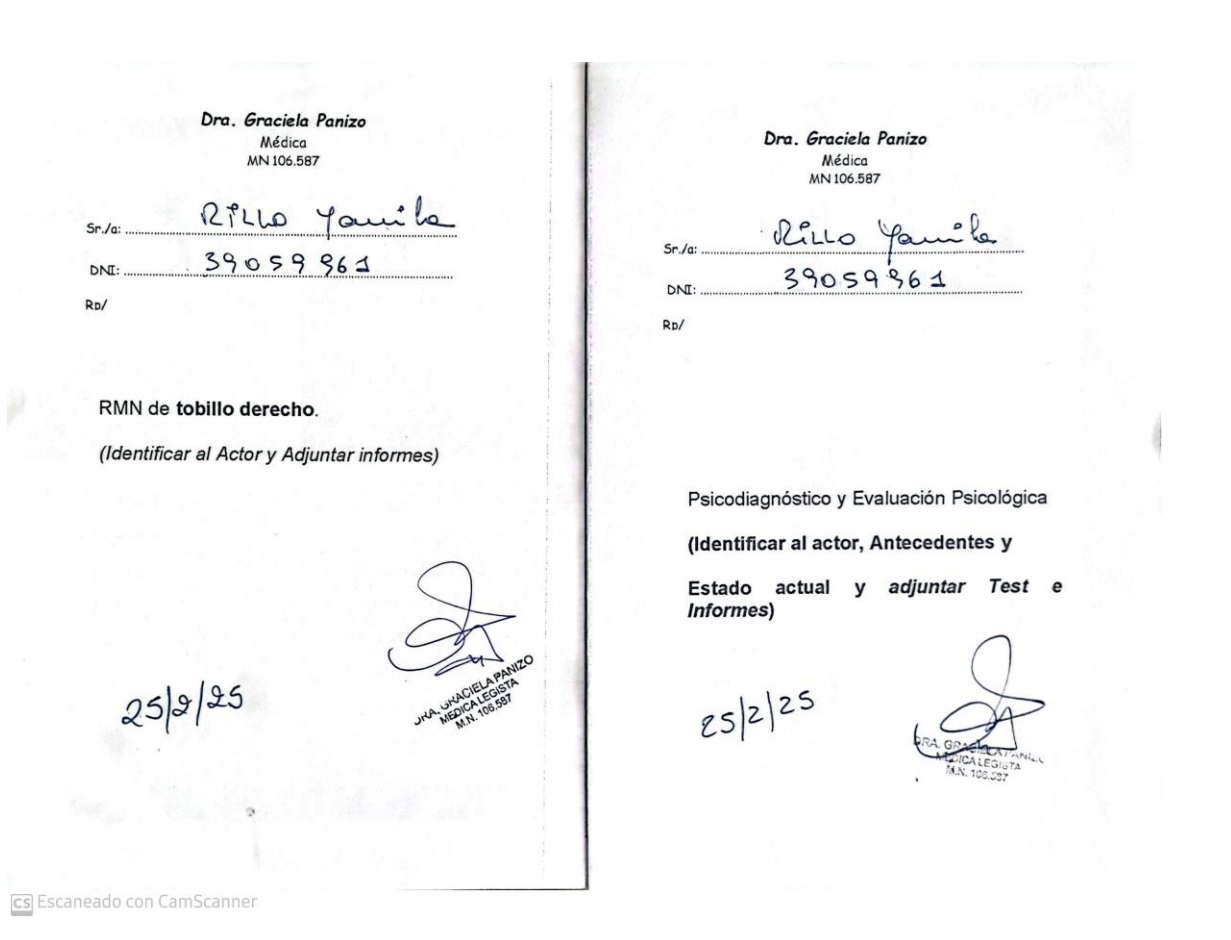 Dra. Graciela Panizo
Médica
MN 106.587
Sr./a: Rillo Yamila
DNI: 39059961
RD/
RMN de tobillo derecho.
(Identificar al Actor y Adjuntar informes)
25/2/25
DRA. GRACIELA PANIZO
MEDICA LEGISTA
M.N. 106.587
Dra. Graciela Panizo
Médica
MN 106.587
Sr./a: Rillo Yamila
DNI: 39059961
RD/
Psicodiagnóstico y Evaluación Psicológica
(Identificar al actor, Antecedentes y
Estado actual y adjuntar Test e
Informes)
25/2/25
DRA. GRACIELA PANIZO
MEDICA LEGISTA
M.N. 106.587
CS Escaneado con CamScanner